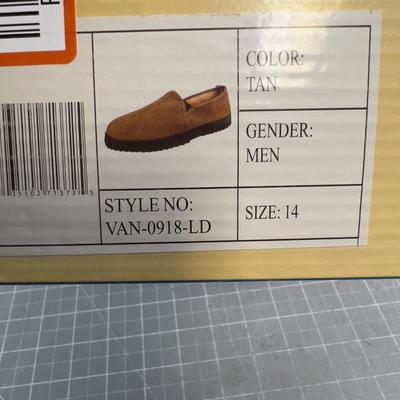 COLOR:
TAN
GENDER:
MEN
STYLE NO:
VAN-0918-LD
SIZE: 14